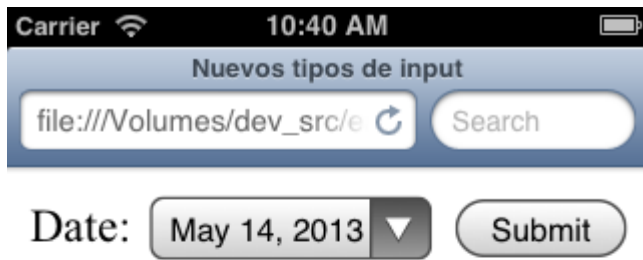 Carrier 10:40 AM
Nuevos tipos de input
file:///Volumes/dev_src/e Search
Date: May 14, 2013 Submit